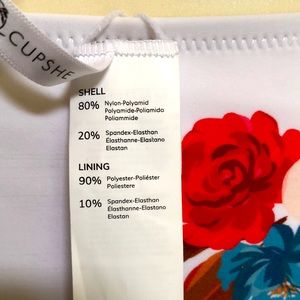 CUPSHE
SHELL
80% Nylon-Polyamid
Polyamide-Poliamido
Poliammide
20% Spandex-Elasthan
Élasthanne-Elastano
Elastan
LINING
90% Polyester-Poliéster
Poliestere
10% Spandex-Elasthan
Élasthanne-Elastano
Elastan